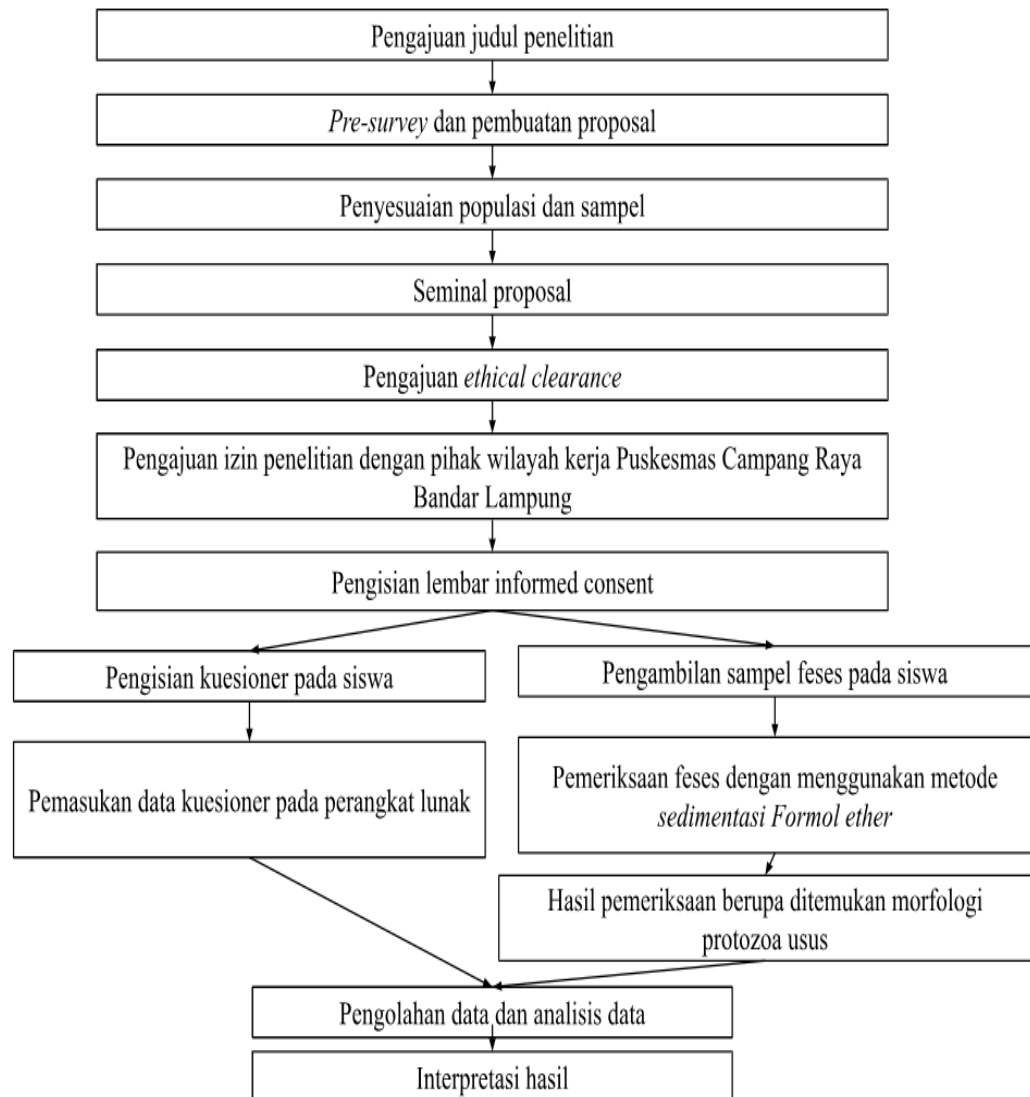 Pengajuan judul penelitian
Pre-survey dan pembuatan proposal
Penyesuaian populasi dan sampel
Seminal proposal
Pengajuan ethical clearance
Pengajuan izin penelitian dengan pihak wilayah kerja Puskesmas Campang Raya
Bandar Lampung
Pengisian lembar informed consent
Pengisian kuesioner pada siswa
Pengambilan sampel feses pada siswa
Pemasukan data kuesioner pada perangkat lunak
Pemeriksaan feses dengan menggunakan metode
sedimentasi Formol ether
Hasil pemeriksaan berupa ditemukan morfologi
protozoa usus
Pengolahan data dan analisis data
Interpretasi hasil